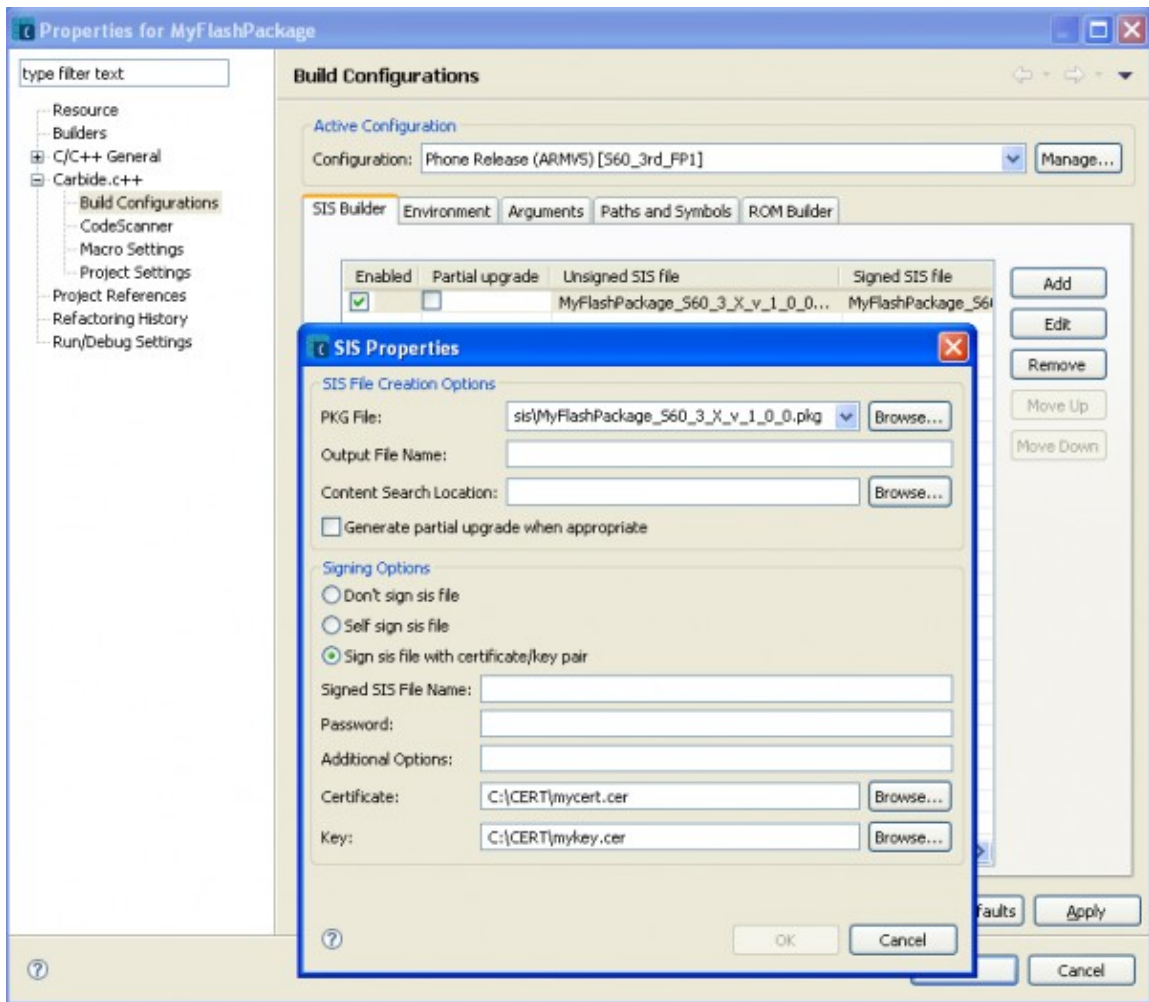 Properties for MyFlashPackage
type filter text
Resource
Builders
C/C++ General
Carbide.c++
Build Configurations
CodeScanner
Macro Settings
Project Settings
Project References
Refactoring History
Run/Debug Settings
Build Configurations
Active Configuration
Configuration: Phone Release (ARMV5) [S60_3rd_FP1] Manage...
SIS Builder Environment Arguments Paths and Symbols ROM Builder
Enabled Partial upgrade Unsigned SIS file Signed SIS file
MyFlashPackage_S60_3_X_v_1_0_0... MyFlashPackage_S6
Add
Edit
Remove
Move Up
Move Down
SIS Properties
SIS File Creation Options
PKG File: sis\MyFlashPackage_S60_3_X_v_1_0_0.pkg Browse...
Output File Name:
Content Search Location: Browse...
Generate partial upgrade when appropriate
Signing Options
Don't sign sis file
Self sign sis file
Sign sis file with certificate/key pair
Signed SIS File Name:
Password:
Additional Options:
Certificate: C:\CERT\mycert.cer Browse...
Key: C:\CERT\mykey.cer Browse...
OK Cancel
faults Apply
Cancel